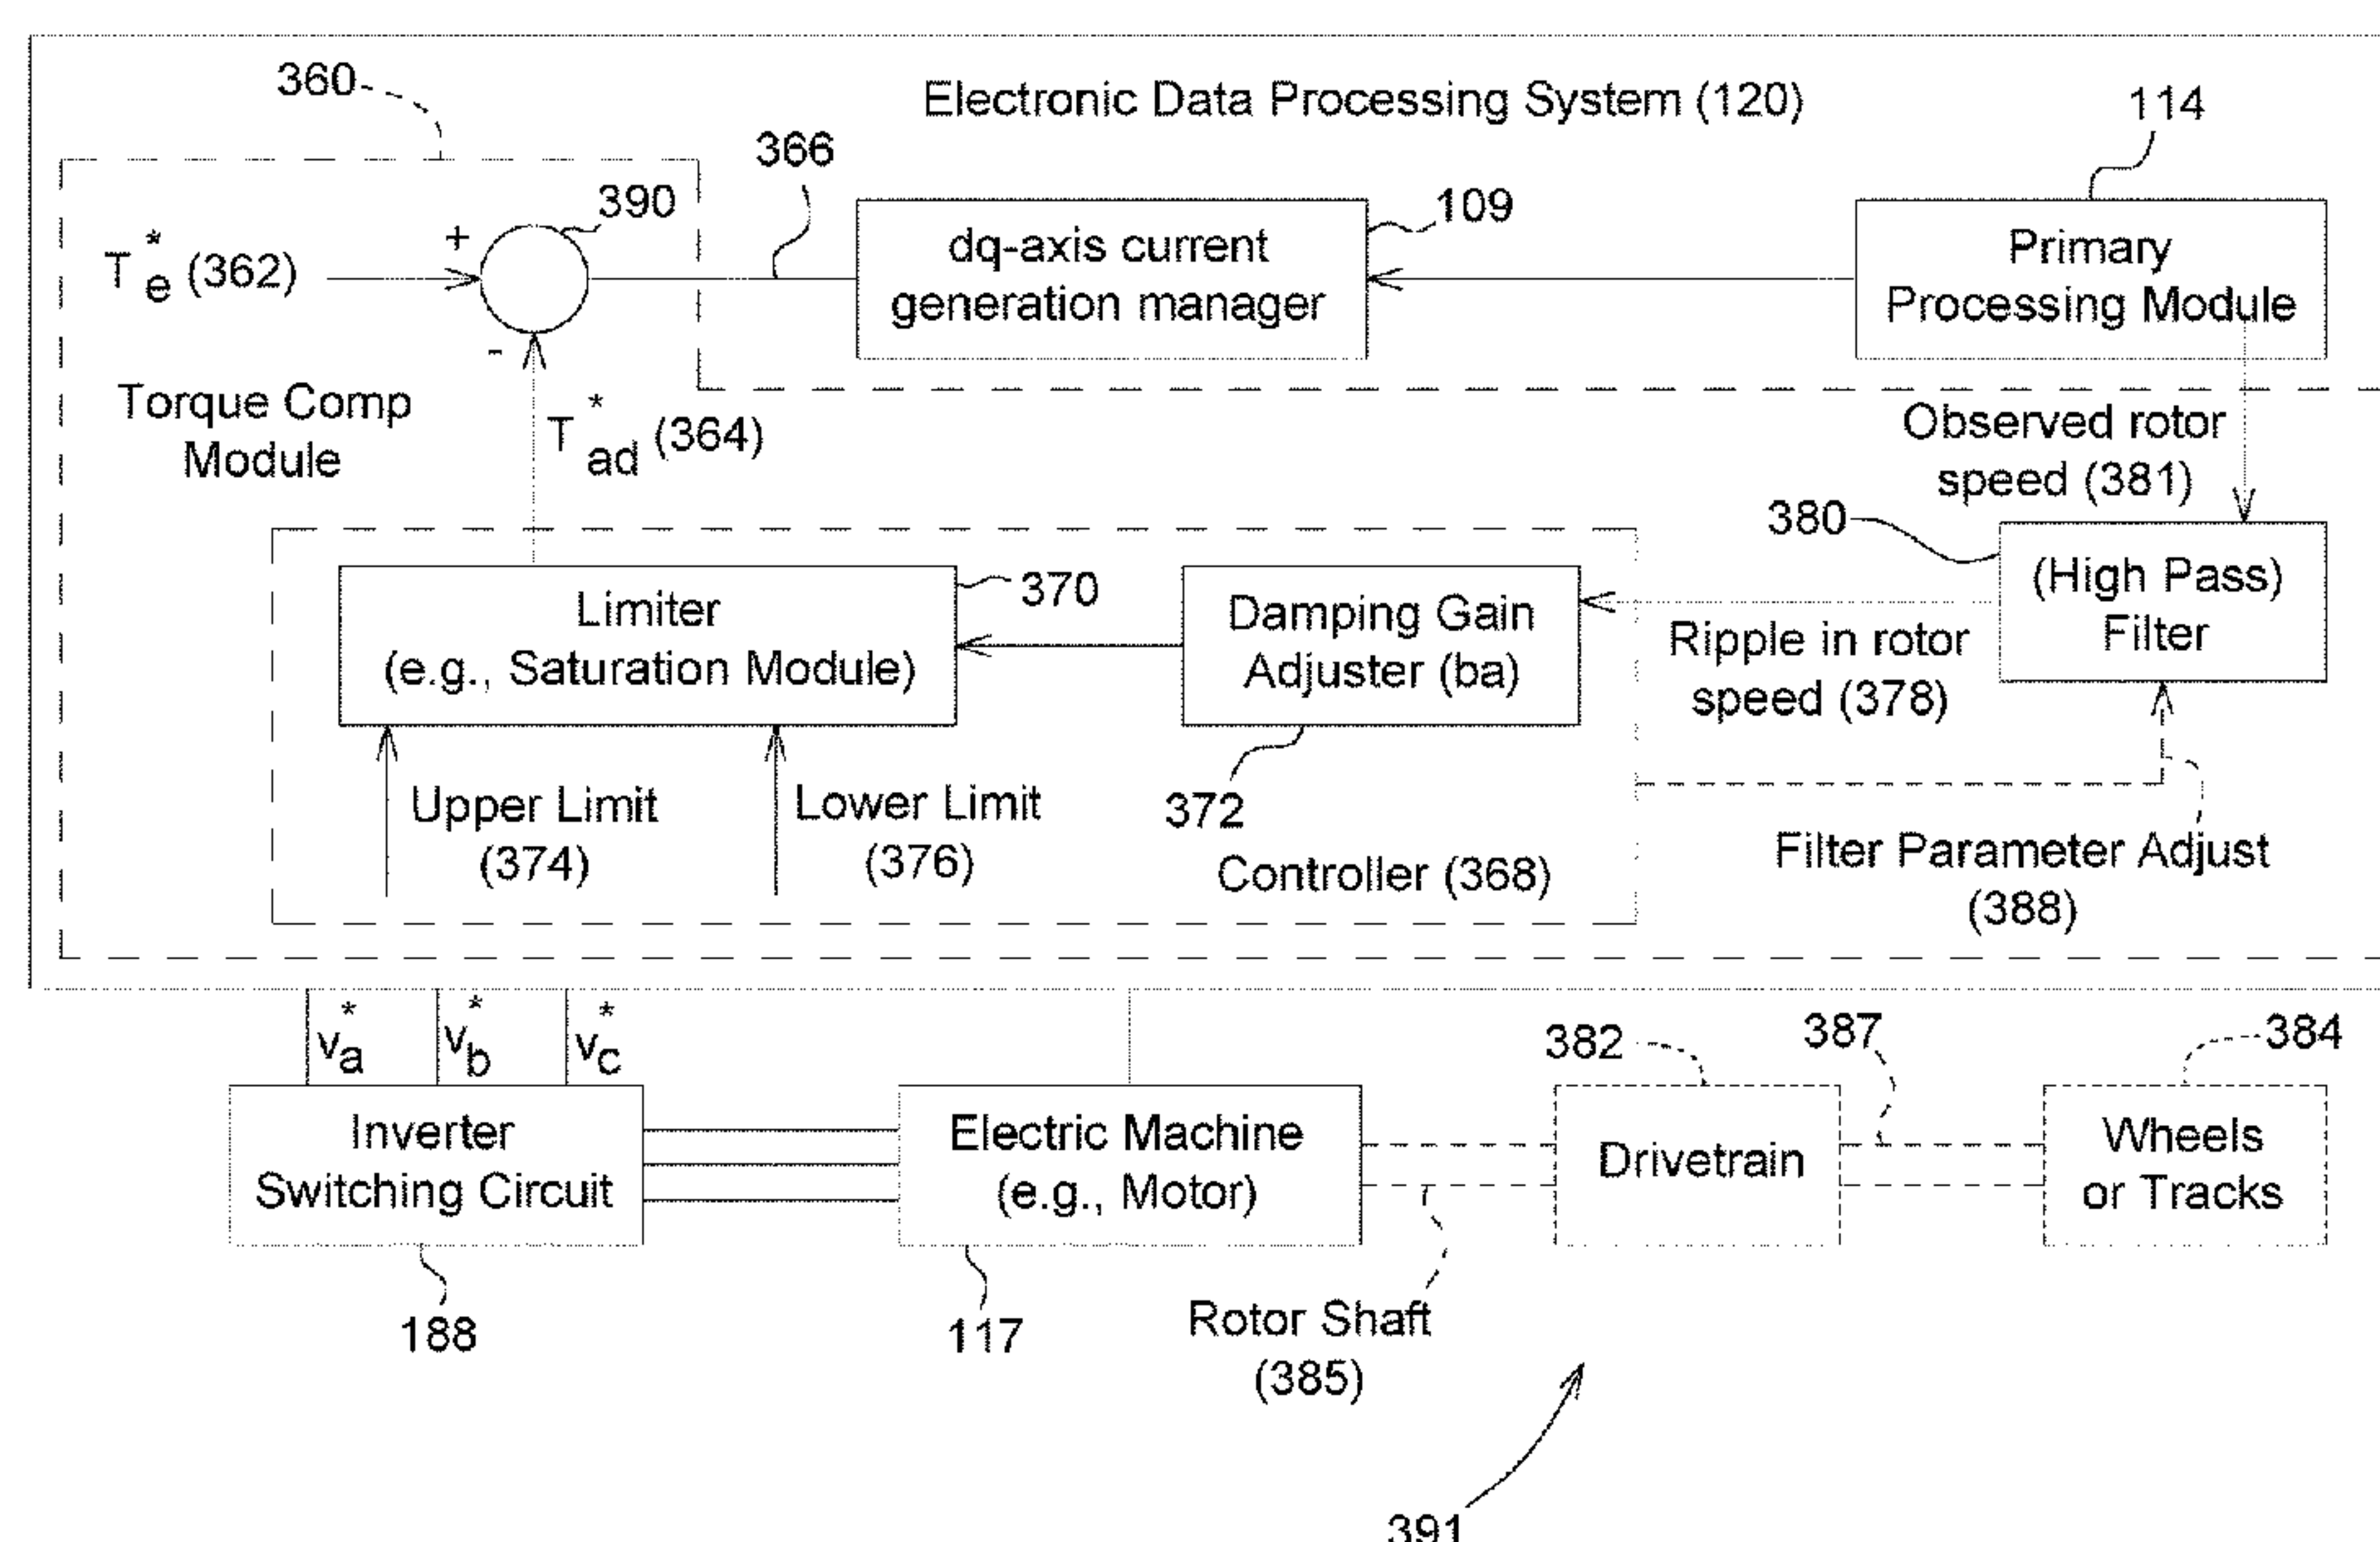 360
Electronic Data Processing System (120)
114
366
390
109
T*e (362)
+
-
dq-axis current
generation manager
Primary
Processing Module
Torque Comp
Module
T*ad (364)
Observed rotor
speed (381)
380
(High Pass)
Filter
370
Limiter
(e.g., Saturation Module)
Damping Gain
Adjuster (ba)
Ripple in rotor
speed (378)
372
Upper Limit
(374)
Lower Limit
(376)
Controller (368)
Filter Parameter Adjust
(388)
v*a
v*b
v*c
382
387
384
Inverter
Switching Circuit
Electric Machine
(e.g., Motor)
Drivetrain
Wheels
or Tracks
188
117
Rotor Shaft
(385)
391